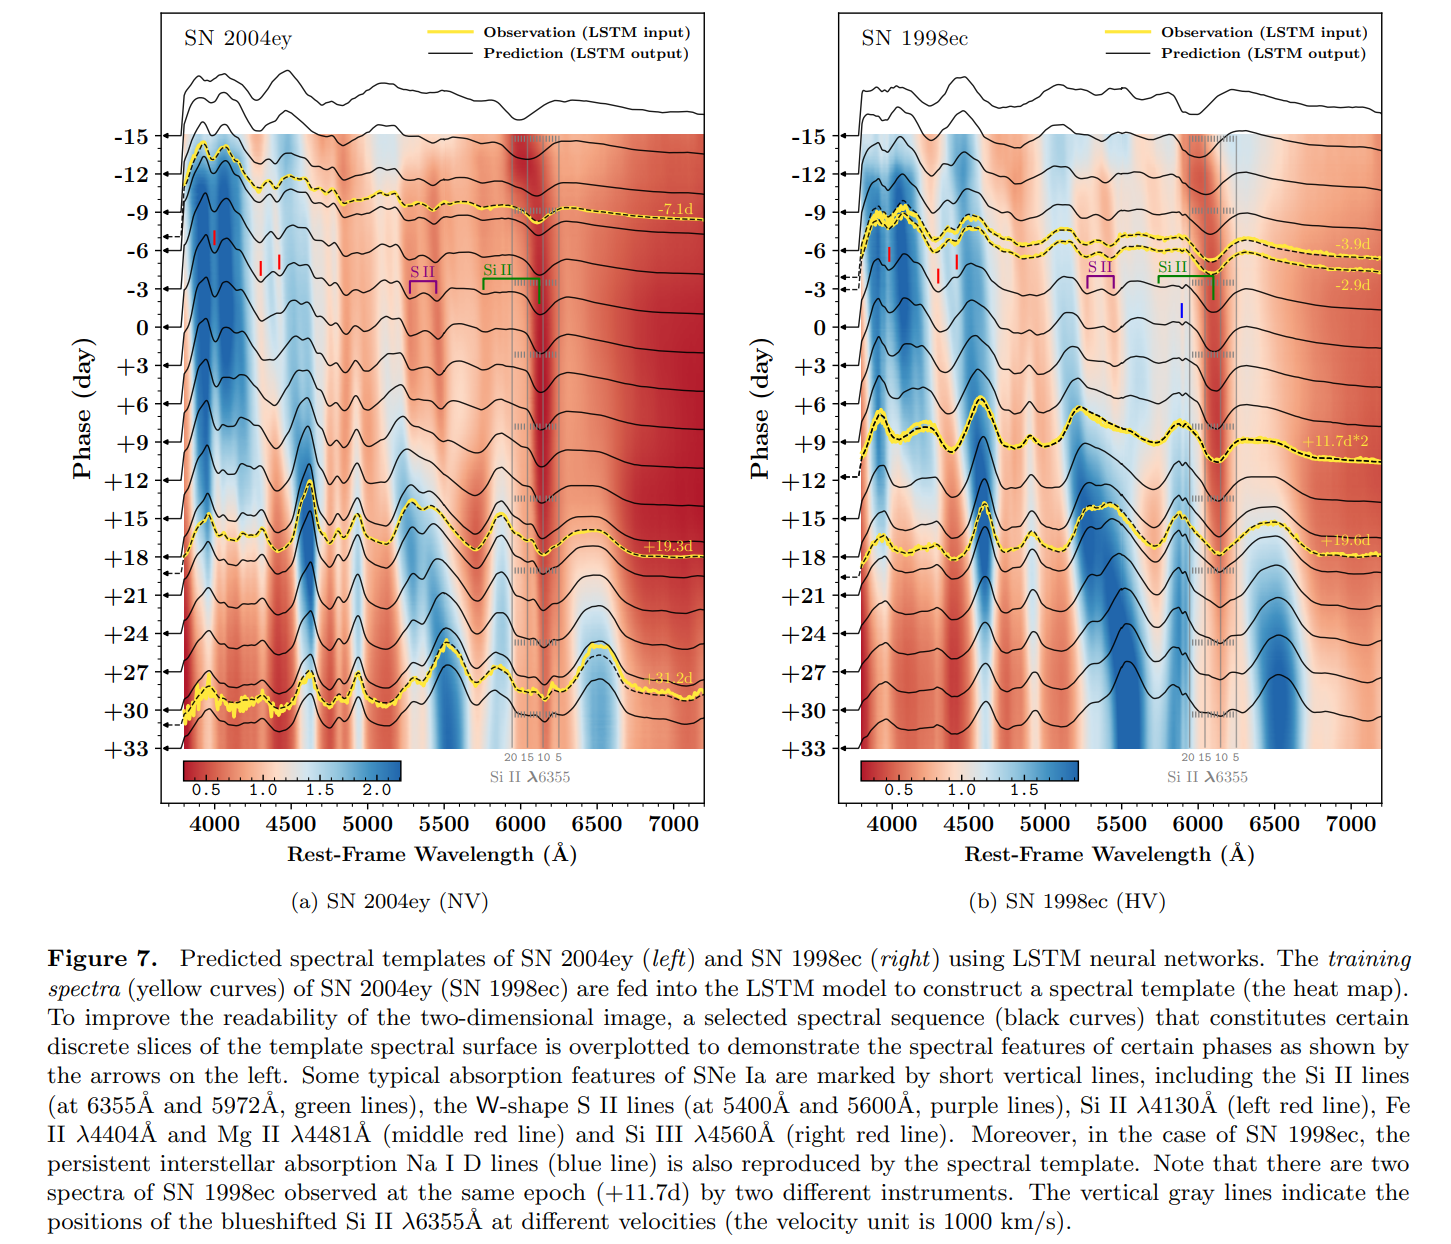 SN 2004ey
Observation (LSTM input)
Prediction (LSTM output)
-15
-12
-9
-6
-3
0
+3
+6
+9
+12
+15
+18
+21
+24
+27
+30
+33
Phase (day)
-7.1d
S II
Si II
+19.3d
+31.2d
20 15 10 5
Si II λ6355
0.5 1.0 1.5 2.0
4000 4500 5000 5500 6000 6500 7000
Rest-Frame Wavelength (Å)
(a) SN 2004ey (NV)
SN 1998ec
Observation (LSTM input)
Prediction (LSTM output)
-15
-12
-9
-6
-3
0
+3
+6
+9
+12
+15
+18
+21
+24
+27
+30
+33
Phase (day)
-3.9d
S II
Si II
-2.9d
+11.7d*2
+19.6d
20 15 10 5
Si II λ6355
0.5 1.0 1.5
4000 4500 5000 5500 6000 6500 7000
Rest-Frame Wavelength (Å)
(b) SN 1998ec (HV)
Figure 7. Predicted spectral templates of SN 2004ey (left) and SN 1998ec (right) using LSTM neural networks. The training
spectra (yellow curves) of SN 2004ey (SN 1998ec) are fed into the LSTM model to construct a spectral template (the heat map).
To improve the readability of the two-dimensional image, a selected spectral sequence (black curves) that constitutes certain
discrete slices of the template spectral surface is overplotted to demonstrate the spectral features of certain phases as shown by
the arrows on the left. Some typical absorption features of SNe Ia are marked by short vertical lines, including the Si II lines
(at 6355Å and 5972Å, green lines), the W-shape S II lines (at 5400Å and 5600Å, purple lines), Si II λ4130Å (left red line), Fe
II λ4404Å and Mg II λ4481Å (middle red line) and Si III λ4560Å (right red line). Moreover, in the case of SN 1998ec, the
persistent interstellar absorption Na I D lines (blue line) is also reproduced by the spectral template. Note that there are two
spectra of SN 1998ec observed at the same epoch (+11.7d) by two different instruments. The vertical gray lines indicate the
positions of the blueshifted Si II λ6355Å at different velocities (the velocity unit is 1000 km/s).